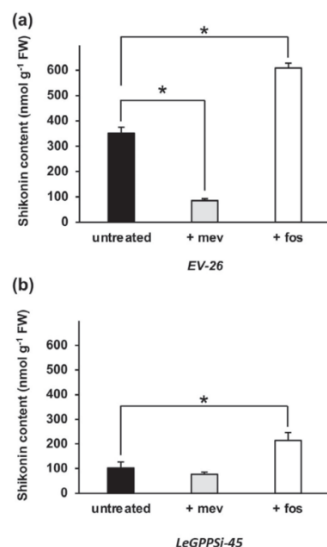 (a)
*
*
Shikonin content (nmol g⁻¹ FW)
600
500
400
300
200
100
0
untreated + mev + fos
EV-26
(b)
*
Shikonin content (nmol g⁻¹ FW)
600
500
400
300
200
100
0
untreated + mev + fos
LeGPPSi-45